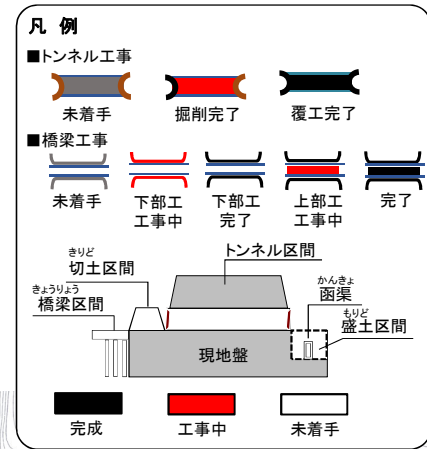 凡 例
■トンネル工事
未着手 掘削完了 覆工完了
■橋梁工事
未着手 下部工工事中 下部工完了 上部工工事中 完了
トンネル区間
きりど
切土区間
きょうりょう
橋梁区間
かんきょ
函渠
もりど
盛土区間
現地盤
完成 工事中 未着手